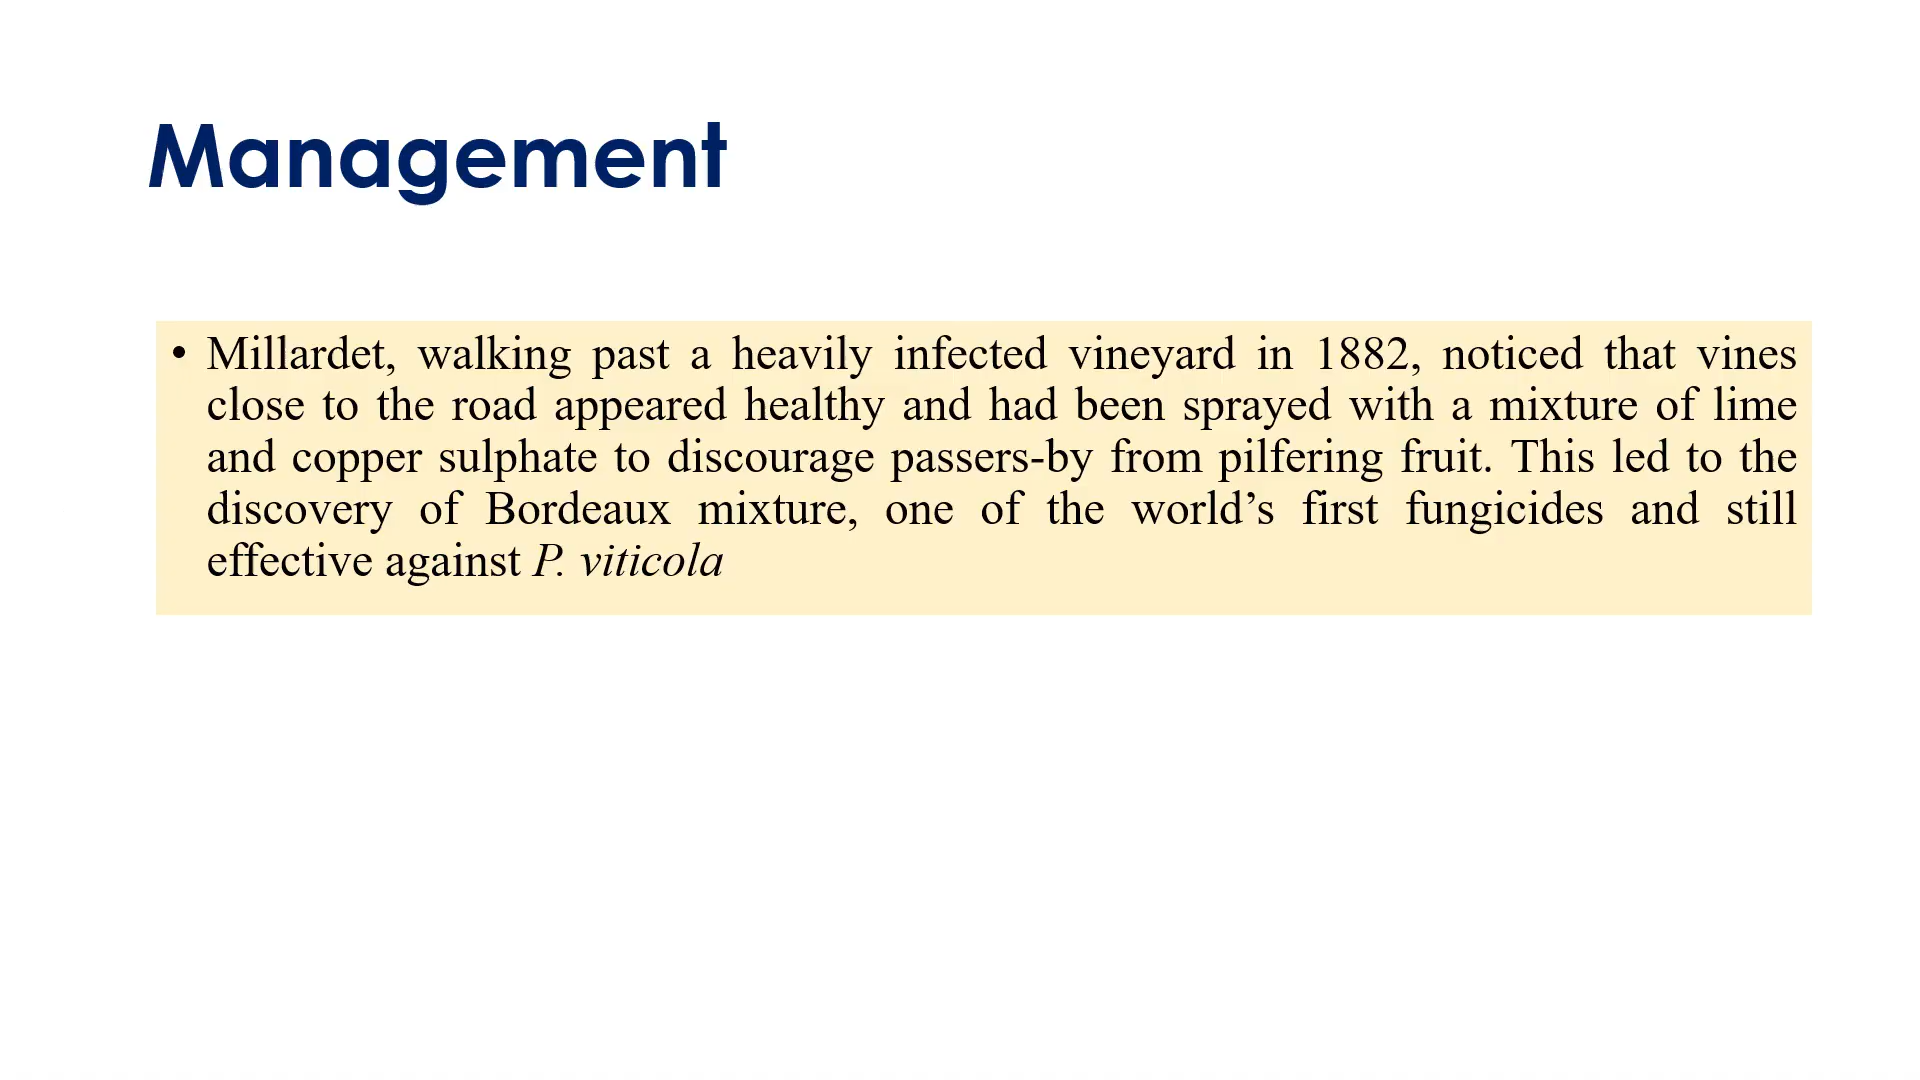 Management
• Millardet, walking past a heavily infected vineyard in 1882, noticed that vines
close to the road appeared healthy and had been sprayed with a mixture of lime
and copper sulphate to discourage passers-by from pilfering fruit. This led to the
discovery of Bordeaux mixture, one of the world’s first fungicides and still
effective against P. viticola